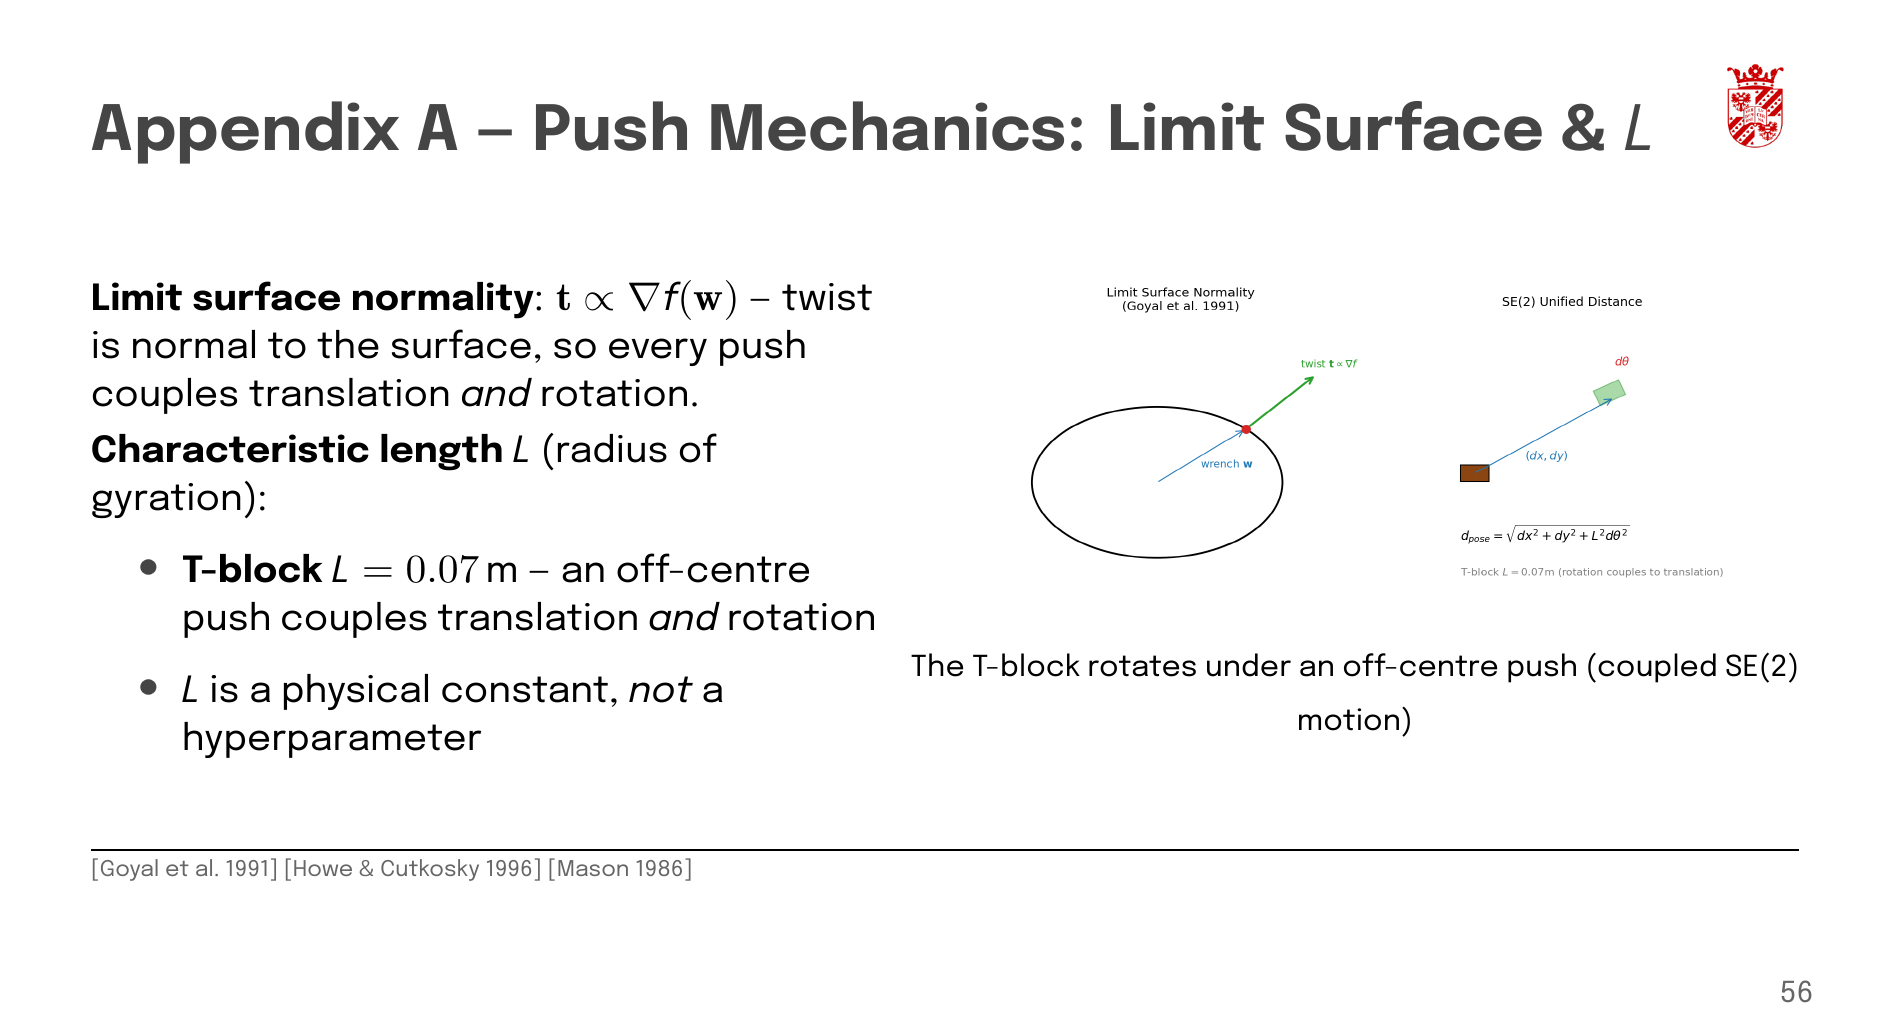 Appendix A – Push Mechanics: Limit Surface & L
Limit surface normality: t ∝ ∇f(w) – twist
is normal to the surface, so every push
couples translation and rotation.
Characteristic length L (radius of
gyration):
T-block L = 0.07 m – an off-centre
push couples translation and rotation
L is a physical constant, not a
hyperparameter
Limit Surface Normality
(Goyal et al. 1991)
twist t ∝ ∇f
wrench w
SE(2) Unified Distance
dθ
(dx, dy)
d_pose = √(dx² + dy² + L²dθ²)
T-block L = 0.07m (rotation couples to translation)
The T-block rotates under an off-centre push (coupled SE(2)
motion)
[Goyal et al. 1991] [Howe & Cutkosky 1996] [Mason 1986]
56